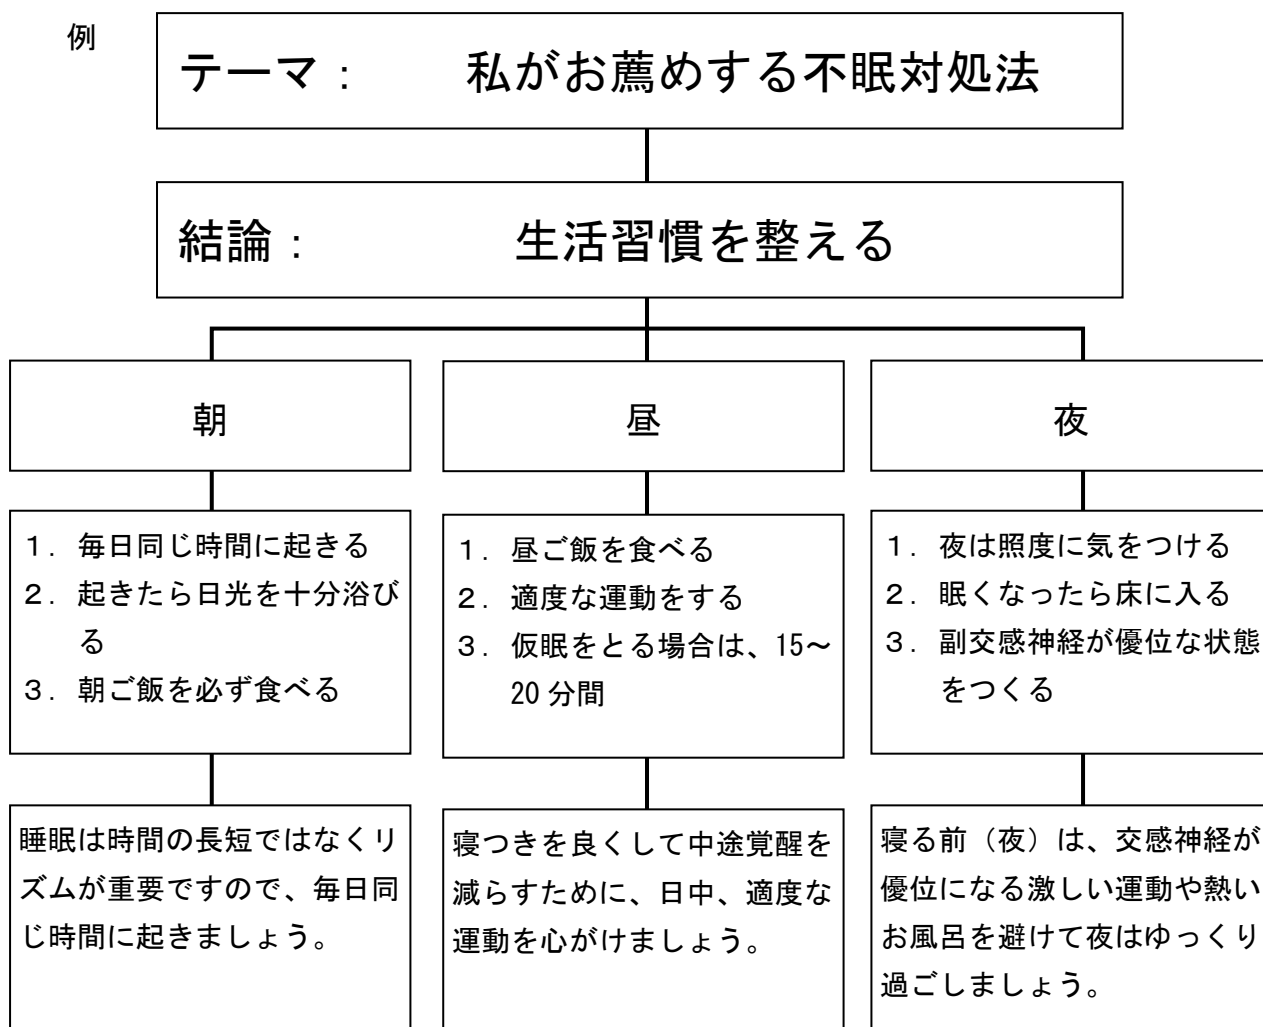 例
テーマ： 私がお薦めする不眠対処法
結論： 生活習慣を整える
朝
昼
夜
１．毎日同じ時間に起きる
２．起きたら日光を十分浴び
る
３．朝ご飯を必ず食べる
１．昼ご飯を食べる
２．適度な運動をする
３．仮眠をとる場合は、15～
20 分間
１．夜は照度に気をつける
２．眠くなったら床に入る
３．副交感神経が優位な状態
をつくる
睡眠は時間の長短ではなくリ
ズムが重要ですので、毎日同
じ時間に起きましょう。
寝つきを良くして中途覚醒を
減らすために、日中、適度な
運動を心がけましょう。
寝る前（夜）は、交感神経が
優位になる激しい運動や熱い
お風呂を避けて夜はゆっくり
過ごしましょう。